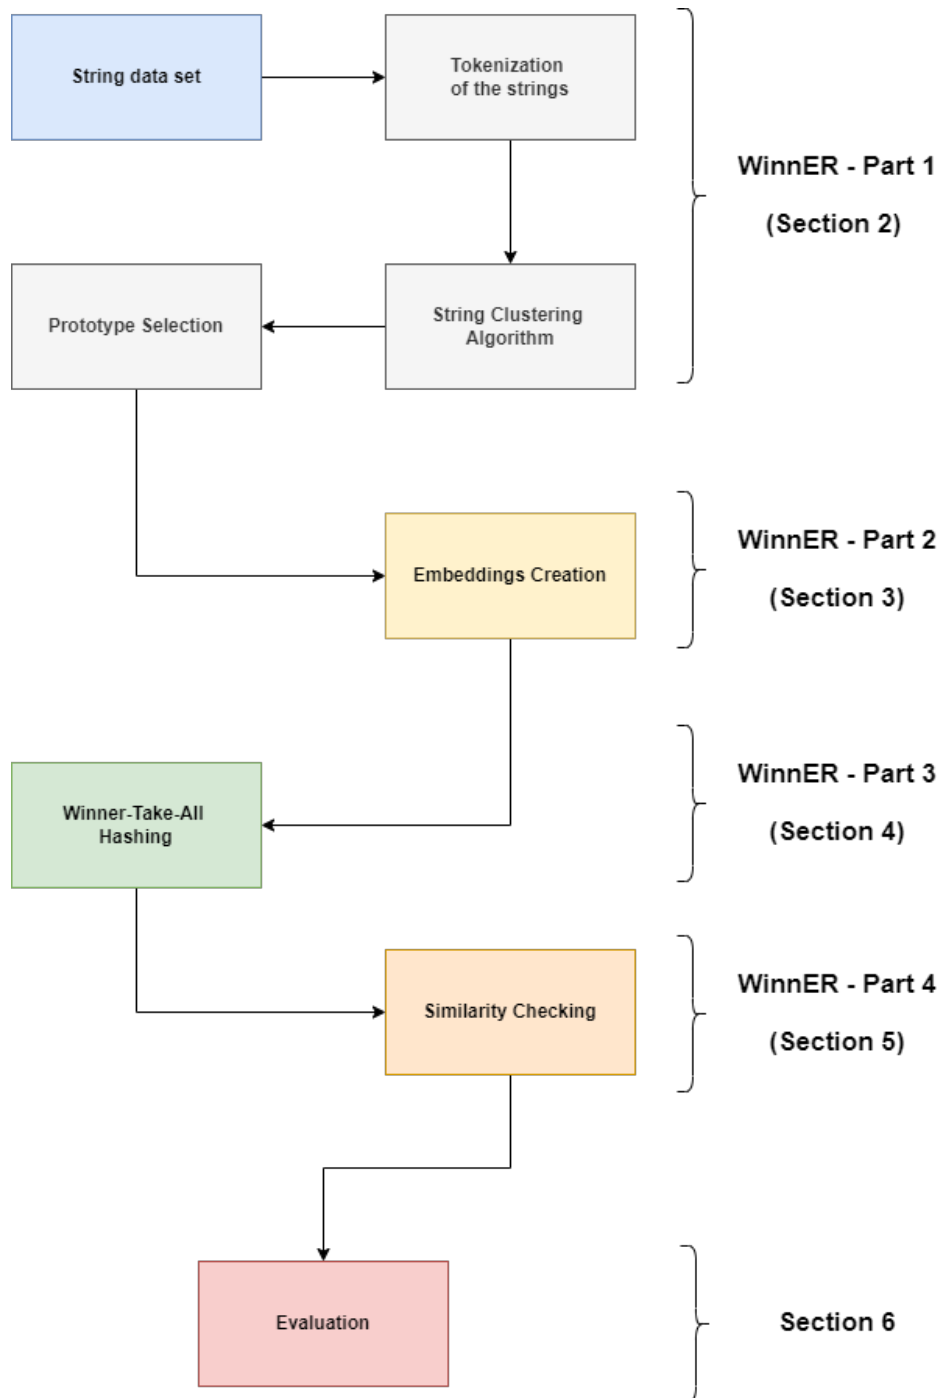 String data set
Tokenization
of the strings
WinnER - Part 1
(Section 2)
Prototype Selection
String Clustering
Algorithm
WinnER - Part 2
(Section 3)
Embeddings Creation
WinnER - Part 3
(Section 4)
Winner-Take-All
Hashing
WinnER - Part 4
(Section 5)
Similarity Checking
Evaluation
Section 6